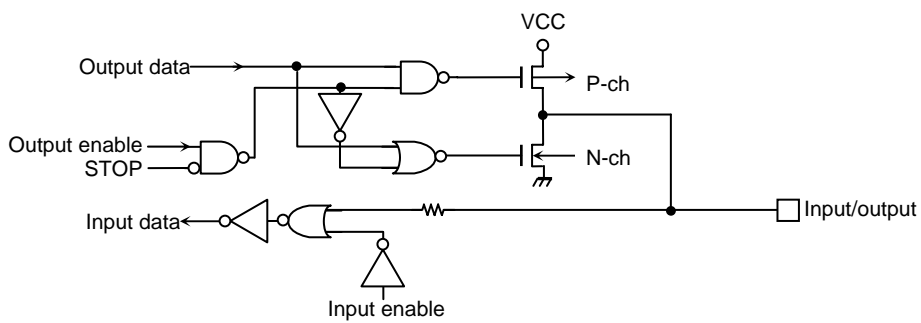 VCC
Output data
P-ch
Output enable
STOP
N-ch
Input data
Input/output
Input enable